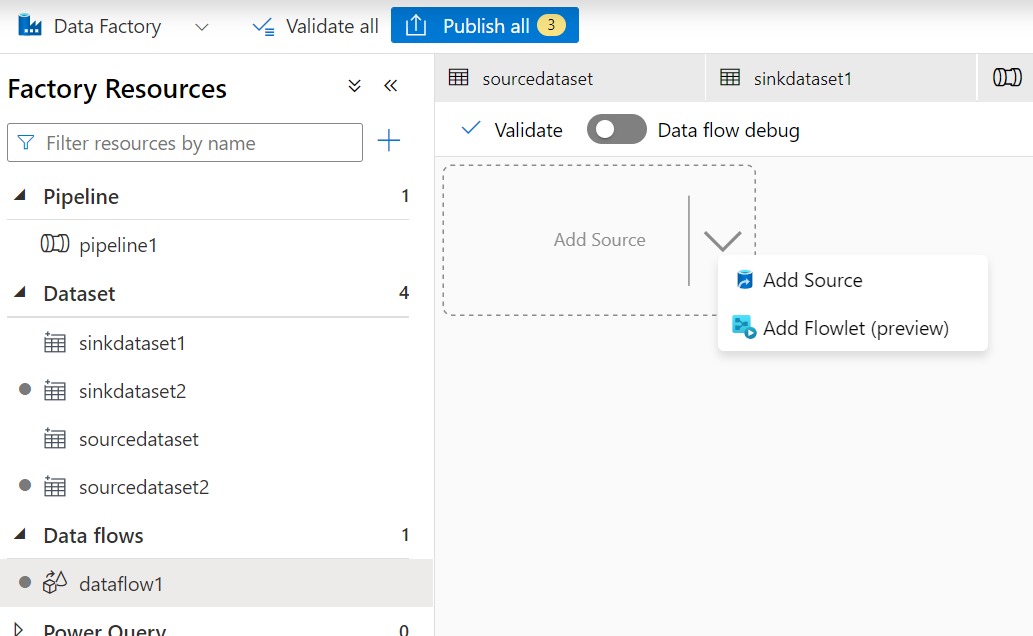 Data Factory
Validate all
Publish all 3
Factory Resources
Filter resources by name
Pipeline 1
pipeline1
Dataset 4
sinkdataset1
sinkdataset2
sourcedataset
sourcedataset2
Data flows 1
dataflow1
Power Query 0
sourcedataset
sinkdataset1
Validate
Data flow debug
Add Source
Add Source
Add Flowlet (preview)